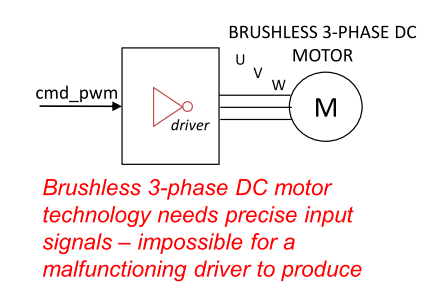 BRUSHLESS 3-PHASE DC
MOTOR
U
V
W
cmd_pwm
driver
M
Brushless 3-phase DC motor
technology needs precise input
signals – impossible for a
malfunctioning driver to produce